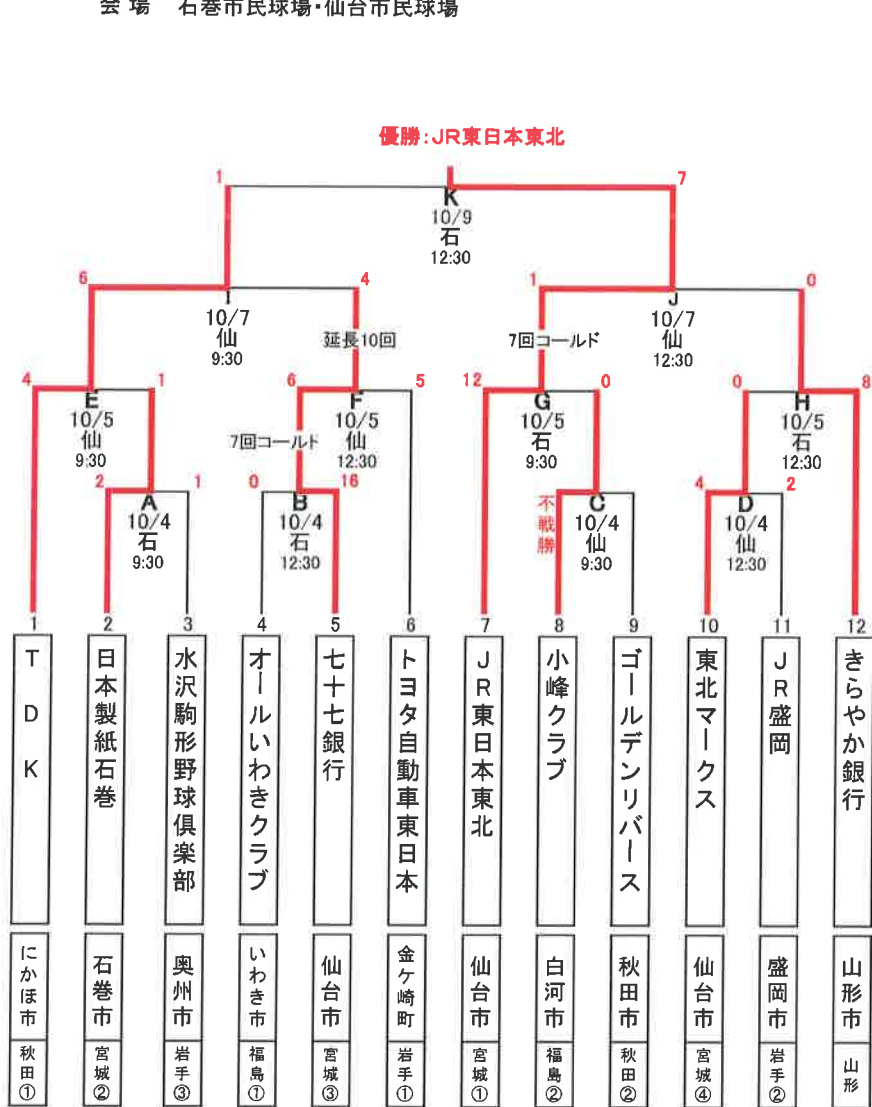 会 場　石巻市民球場・仙台市民球場
優勝：JR東日本東北
1
7
K
10/9
石
12:30
6
4
1
0
I
10/7
仙
9:30
J
10/7
仙
12:30
延長10回
7回コールド
4
1
6
5
12
0
0
8
E
10/5
仙
9:30
F
10/5
仙
12:30
G
10/5
石
9:30
H
10/5
石
12:30
7回コールド
2
1
0
16
不戦勝
4
2
A
10/4
石
9:30
B
10/4
石
12:30
C
10/4
仙
9:30
D
10/4
仙
12:30
1
TDK
にかほ市
秋田①
2
日本製紙石巻
石巻市
宮城②
3
水沢駒形野球倶楽部
奥州市
岩手③
4
オールいわきクラブ
いわき市
福島①
5
七十七銀行
仙台市
宮城③
6
トヨタ自動車東日本
金ケ崎町
岩手①
7
JR東日本東北
仙台市
宮城①
8
小峰クラブ
白河市
福島②
9
ゴールデンリバース
秋田市
秋田②
10
東北マークス
仙台市
宮城④
11
JR盛岡
盛岡市
岩手②
12
きらやか銀行
山形市
山形